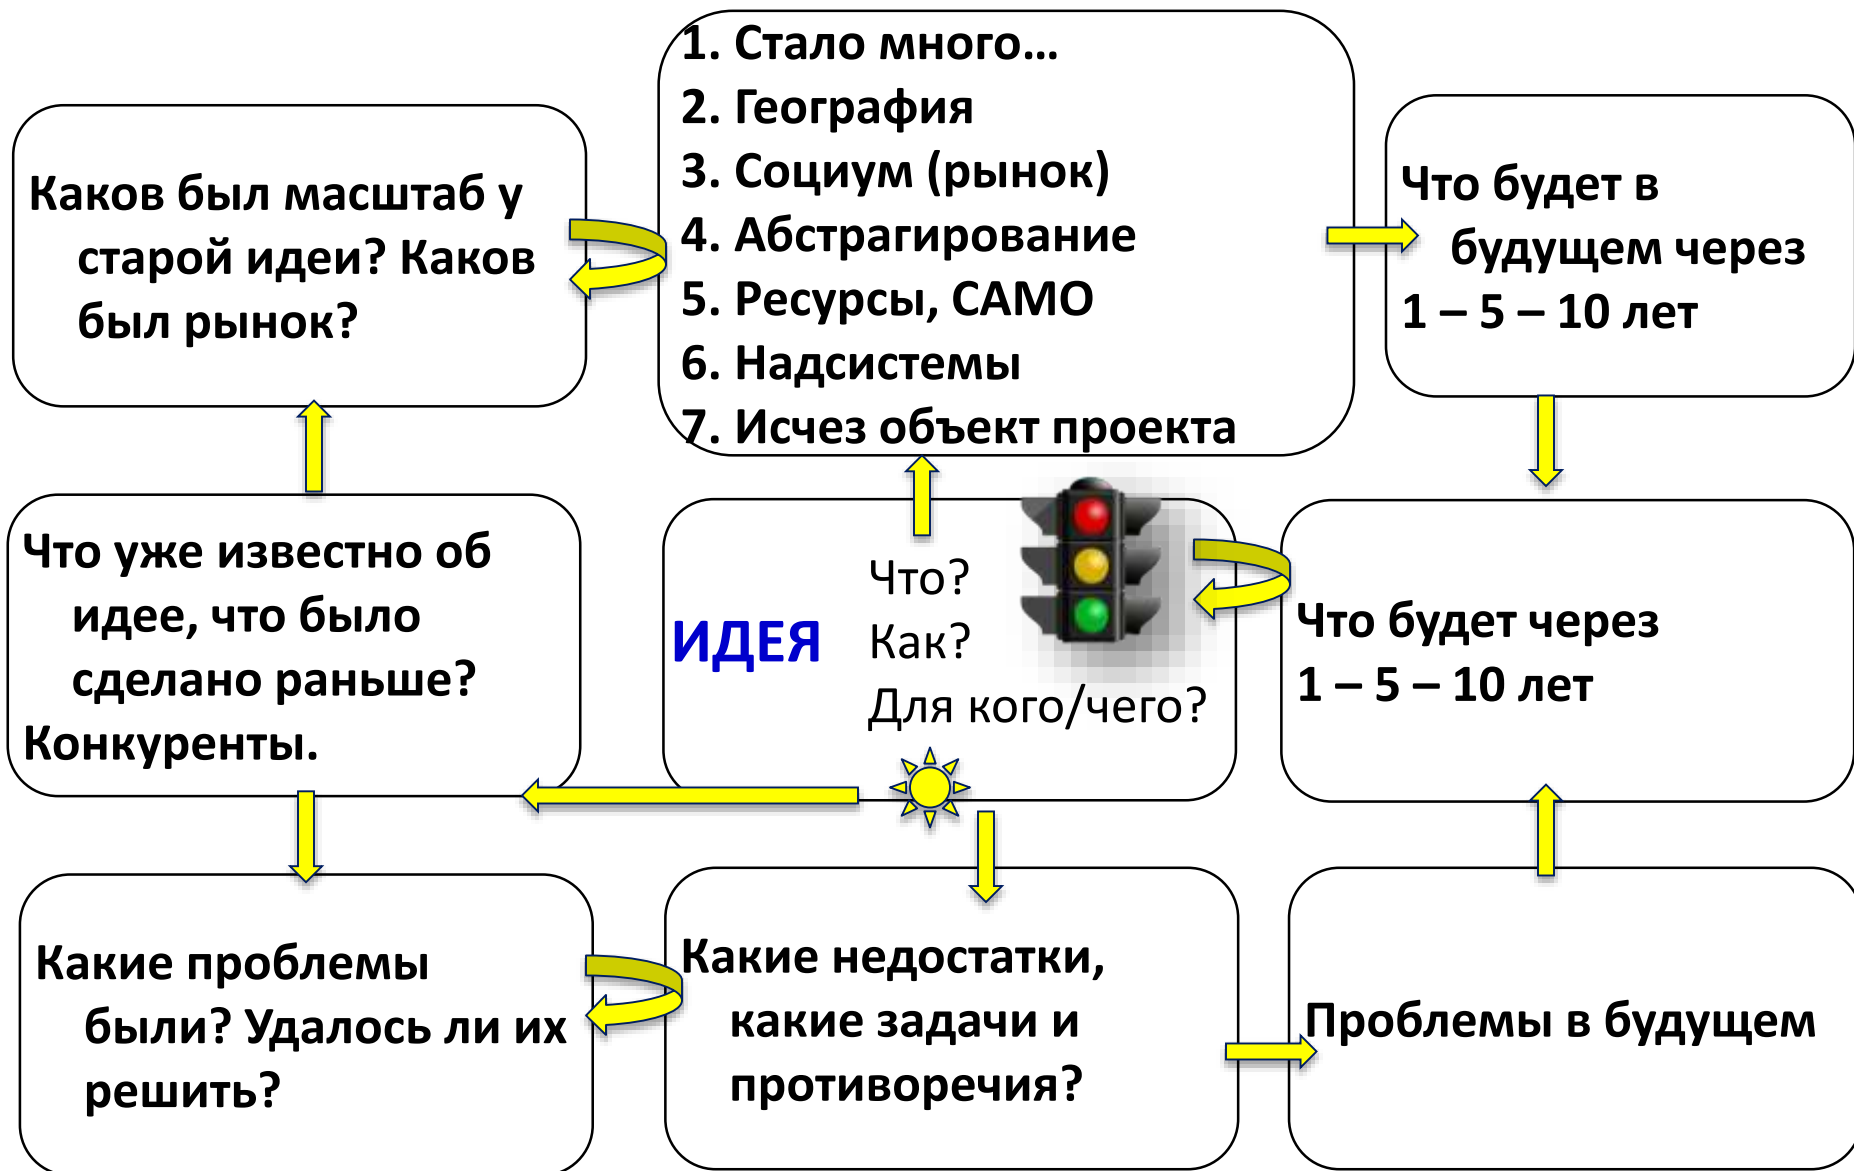 1. Стало много...
2. География
3. Социум (рынок)
4. Абстрагирование
5. Ресурсы, САМО
6. Надсистемы
7. Исчез объект проекта
Каков был масштаб у
старой идеи? Каков
был рынок?
Что будет в
будущем через
1 – 5 – 10 лет
Что уже известно об
идее, что было
сделано раньше?
Конкуренты.
ИДЕЯ
Что?
Как?
Для кого/чего?
Что будет через
1 – 5 – 10 лет
Какие проблемы
были? Удалось ли их
решить?
Какие недостатки,
какие задачи и
противоречия?
Проблемы в будущем